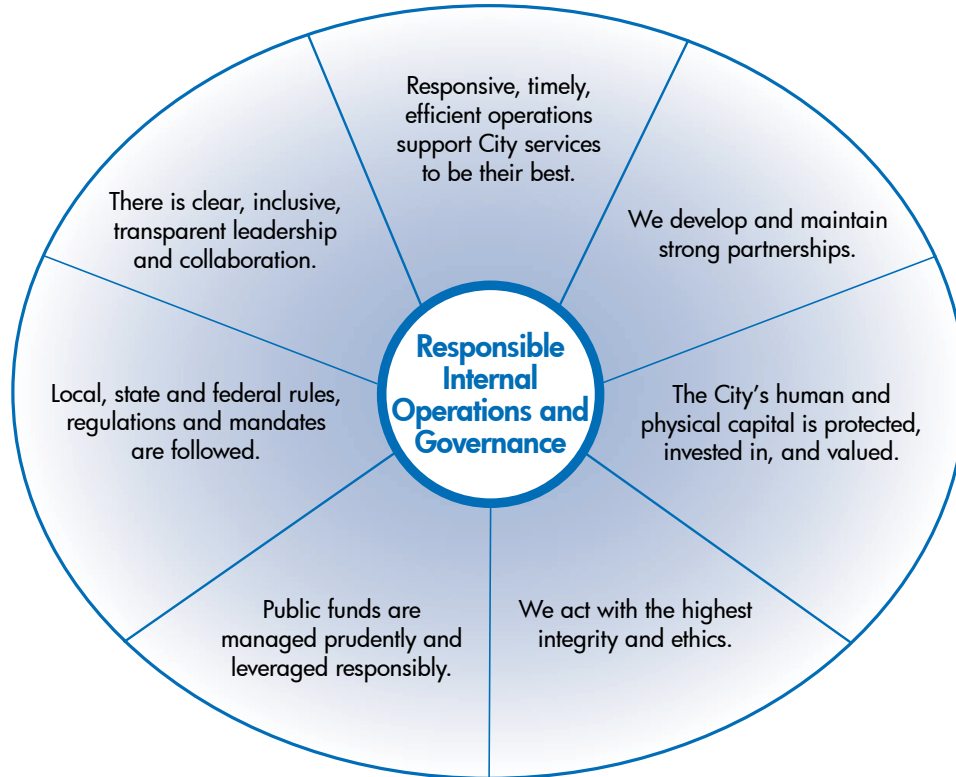 Responsive, timely,
efficient operations
support City services
to be their best.
We develop and maintain
strong partnerships.
The City’s human and
physical capital is protected,
invested in, and valued.
We act with the highest
integrity and ethics.
Public funds are
managed prudently and
leveraged responsibly.
Local, state and federal rules,
regulations and mandates
are followed.
There is clear, inclusive,
transparent leadership
and collaboration.
Responsible
Internal
Operations and
Governance